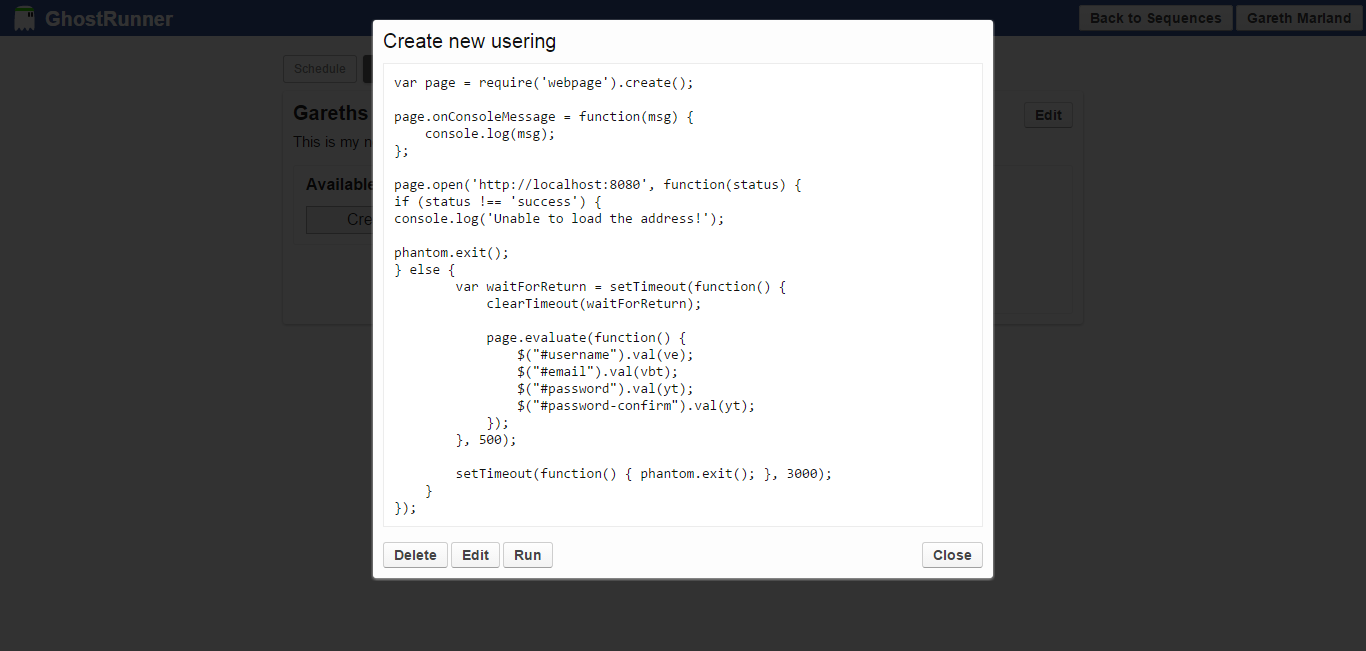 GhostRunner
Back to Sequences
Gareth Marland
Schedule
Gareths
Edit
This is my
Available
Create new usering
var page = require('webpage').create();
page.onConsoleMessage = function(msg) {
console.log(msg);
};
page.open('http://localhost:8080', function(status) {
if (status !== 'success') {
console.log('Unable to load the address!');
phantom.exit();
} else {
var waitForReturn = setTimeout(function() {
clearTimeout(waitForReturn);
page.evaluate(function() {
$("#username").val(ve);
$("#email").val(vbt);
$("#password").val(yt);
$("#password-confirm").val(yt);
});
}, 500);
setTimeout(function() { phantom.exit(); }, 3000);
}
});
Delete
Edit
Run
Close